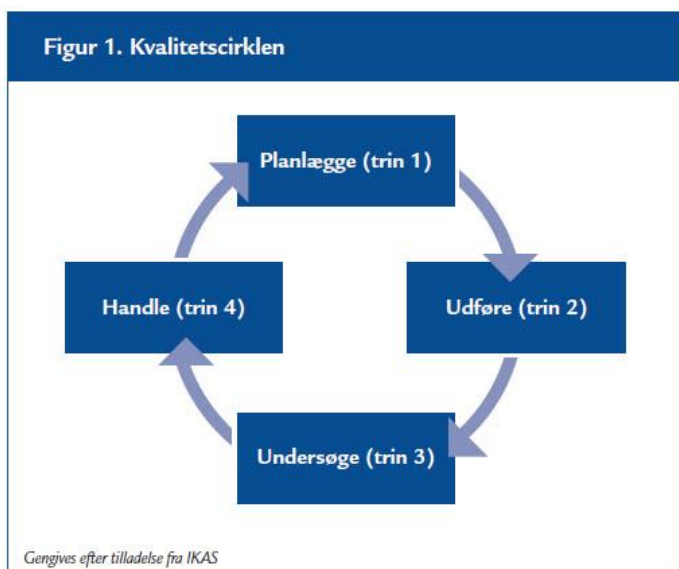 Figur 1. Kvalitetscirklen
Planlægge (trin 1)
Handle (trin 4)
Udføre (trin 2)
Undersøge (trin 3)
Gengives efter tilladelse fra IKAS